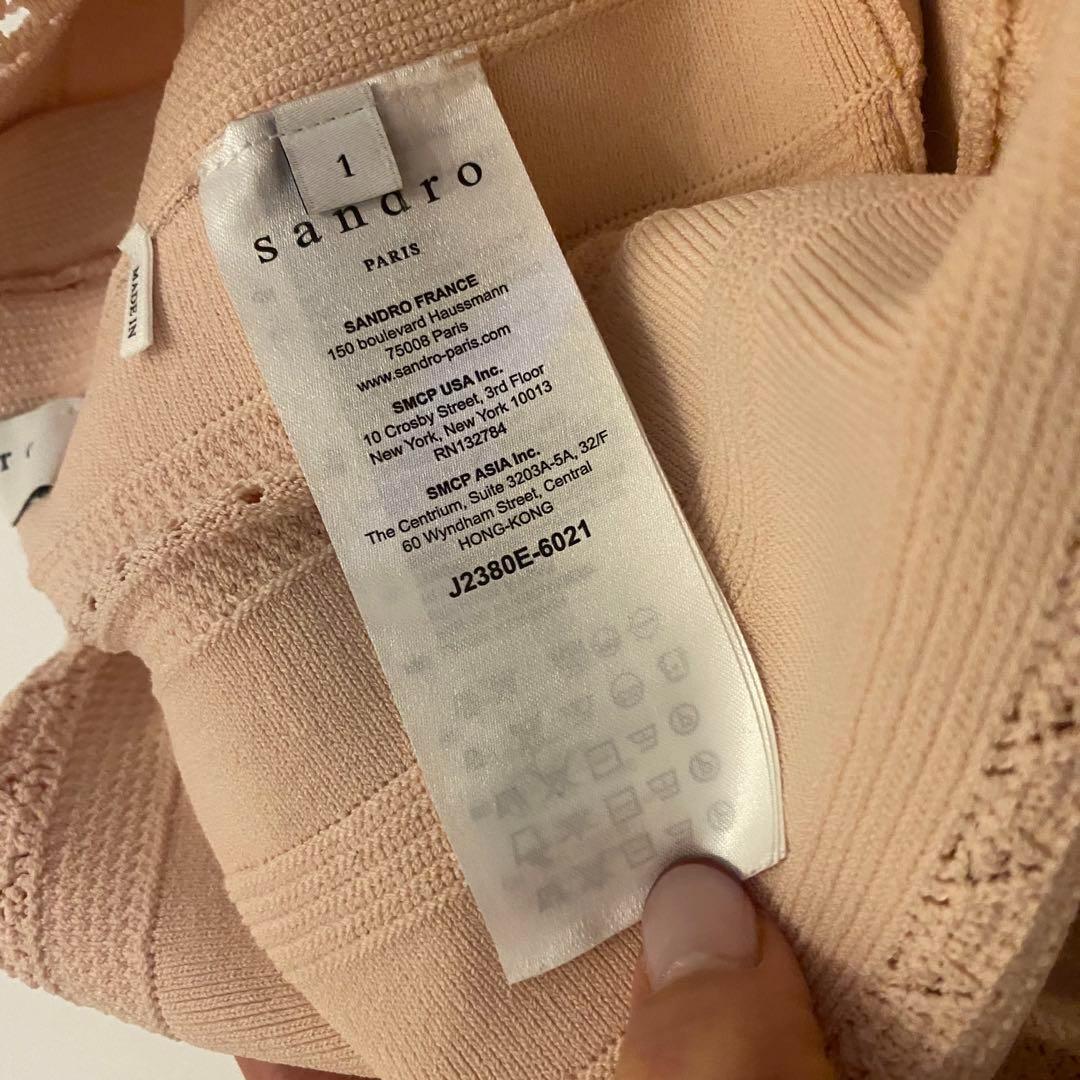 1
sandro
PARIS
SANDRO FRANCE
150 boulevard Haussmann
75008 Paris
www.sandro-paris.com
SMCP USA Inc.
10 Crosby Street, 3rd Floor
New York, New York 10013
RN132784
SMCP ASIA Inc.
The Centrium, Suite 3203A-5A, 32/F
60 Wyndham Street, Central
HONG-KONG
J2380E-6021
MADE IN
r